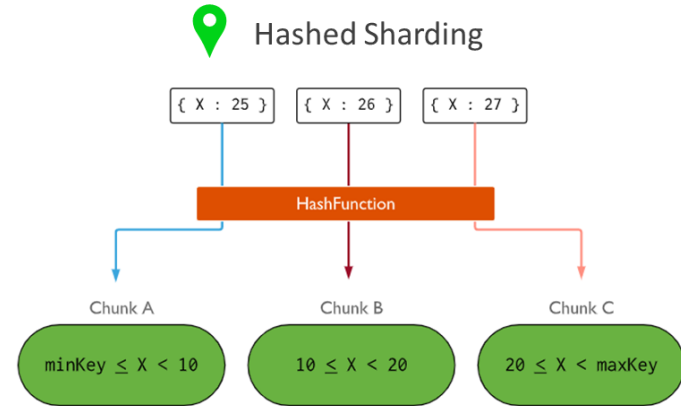 Hashed Sharding
{ X : 25 }
{ X : 26 }
{ X : 27 }
HashFunction
Chunk A
Chunk B
Chunk C
minKey ≤ X < 10
10 ≤ X < 20
20 ≤ X < maxKey